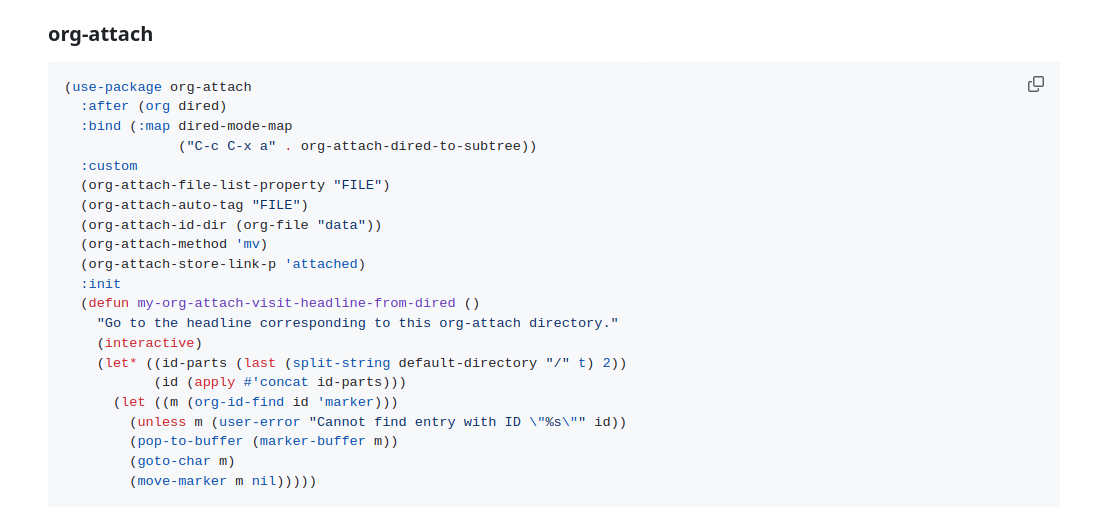 org-attach
(use-package org-attach
  :after (org dired)
  :bind (:map dired-mode-map
              ("C-c C-x a" . org-attach-dired-to-subtree))
  :custom
  (org-attach-file-list-property "FILE")
  (org-attach-auto-tag "FILE")
  (org-attach-id-dir (org-file "data"))
  (org-attach-method 'mv)
  (org-attach-store-link-p 'attached)
  :init
  (defun my-org-attach-visit-headline-from-dired ()
    "Go to the headline corresponding to this org-attach directory."
    (interactive)
    (let* ((id-parts (last (split-string default-directory "/" t) 2))
           (id (apply #'concat id-parts)))
      (let ((m (org-id-find id 'marker)))
        (unless m (user-error "Cannot find entry with ID \"%s\"" id))
        (pop-to-buffer (marker-buffer m))
        (goto-char m)
        (move-marker m nil)))))